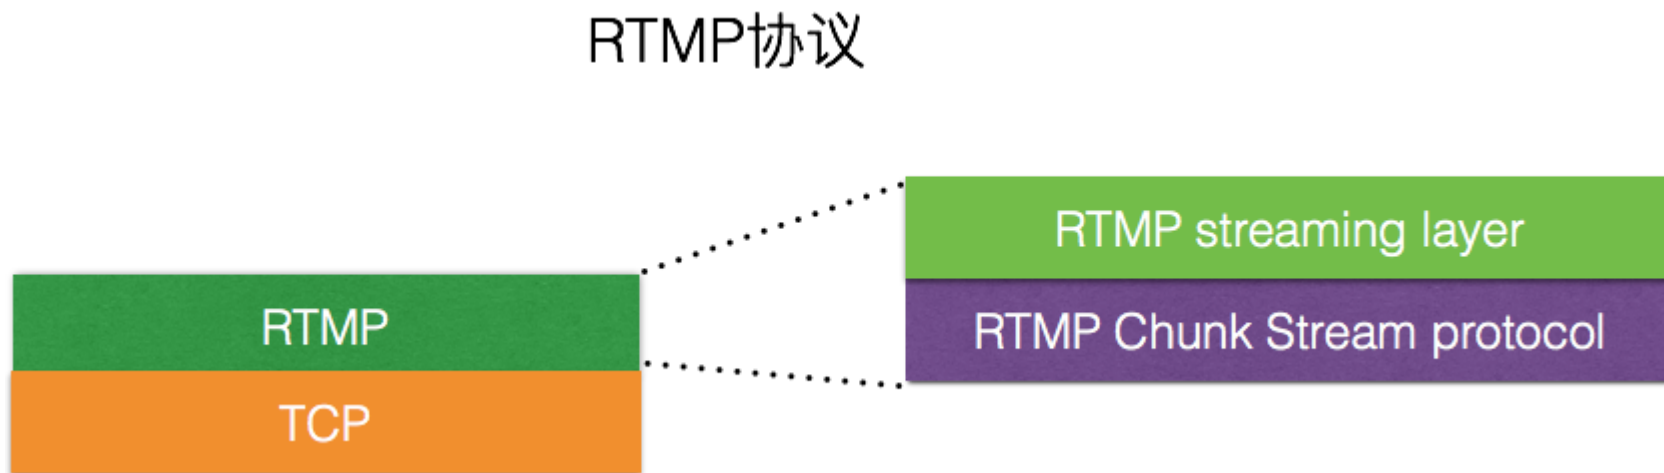 RTMP协议
RTMP streaming layer
RTMP
RTMP Chunk Stream protocol
TCP